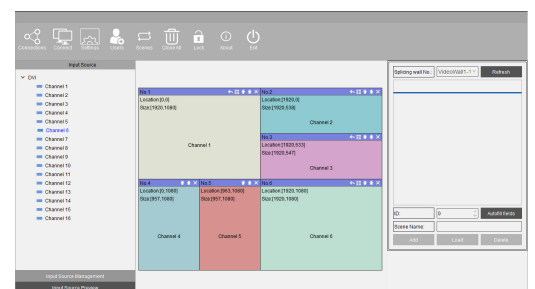 Connections Connect Settings Users Scenes Close All Lock About Exit
Input Source
DVI
Channel 1
Channel 2
Channel 3
Channel 4
Channel 5
Channel 6
Channel 7
Channel 8
Channel 9
Channel 10
Channel 11
Channel 12
Channel 13
Channel 14
Channel 15
Channel 16
Input Source Management
Input Source Preview
No.1
Location:[0,0]
Size:[1920,1080]
Channel 1
No.2
Location:[1920,0]
Size:[1920,538]
Channel 2
No.3
Location:[1920,533]
Size:[1920,547]
Channel 3
No.4
Location:[0,1080]
Size:[957,1080]
Channel 4
No.5
Location:[963,1080]
Size:[957,1080]
Channel 5
No.6
Location:[1920,1080]
Size:[1920,1080]
Channel 6
Splicing wall No.: VideoWall1-1 Refresh
ID: 0 Autofill fields
Scene Name:
Add Load Delete